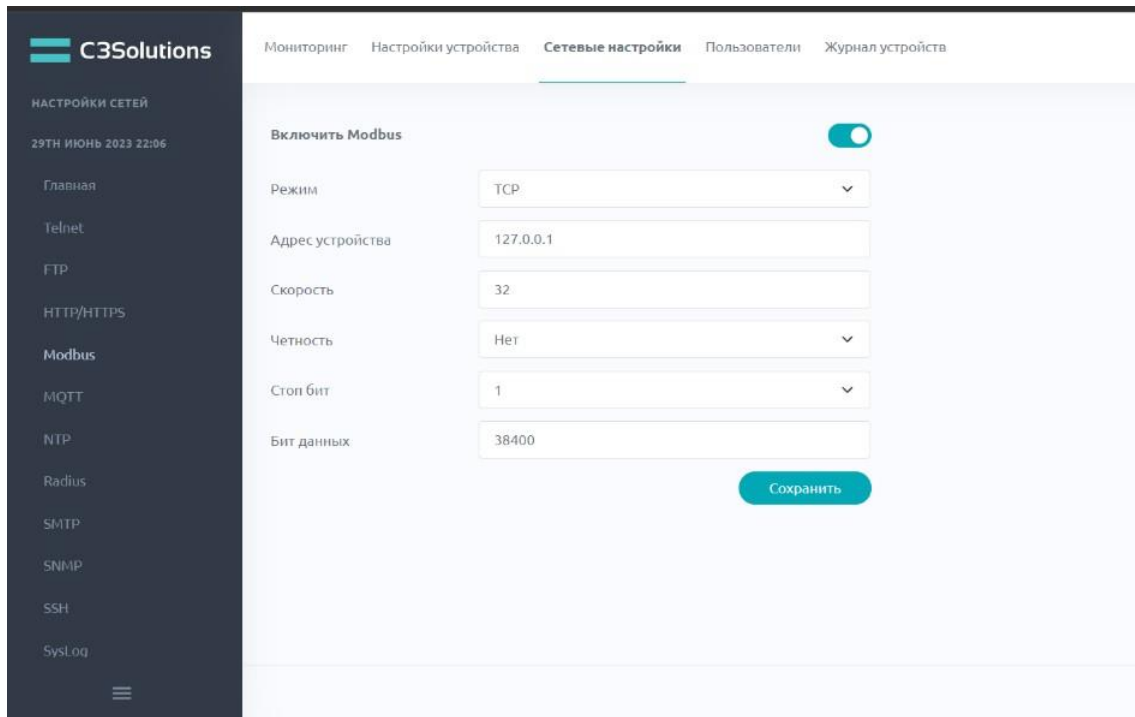 C3Solutions
НАСТРОЙКИ СЕТЕЙ
29TH ИЮНЬ 2023 22:06
Главная
Telnet
FTP
HTTP/HTTPS
Modbus
MQTT
NTP
Radius
SMTP
SNMP
SSH
SysLog
Мониторинг Настройки устройства Сетевые настройки Пользователи Журнал устройств
Включить Modbus
Режим TCP
Адрес устройства 127.0.0.1
Скорость 32
Четность Нет
Стоп бит 1
Бит данных 38400
Сохранить